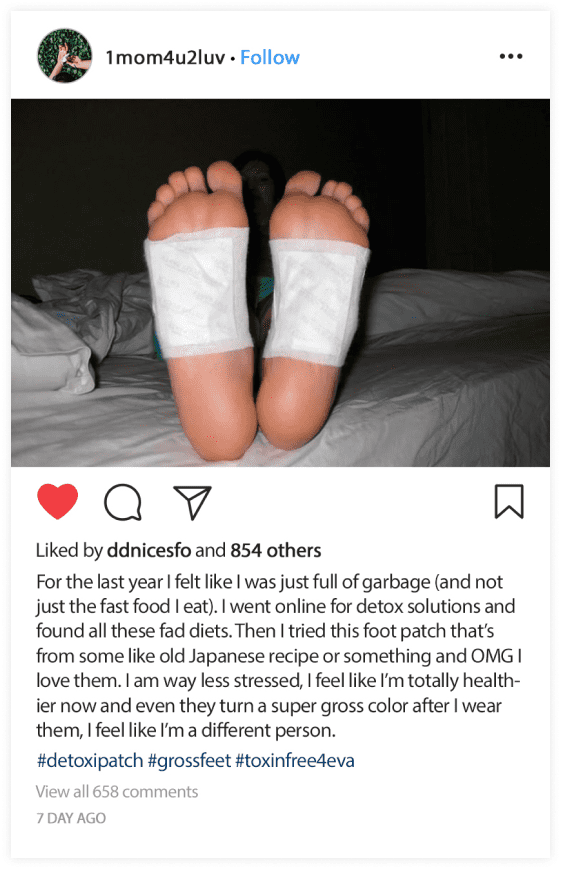 1mom4u2luv • Follow
Liked by ddnicesfo and 854 others
For the last year I felt like I was just full of garbage (and not
just the fast food I eat). I went online for detox solutions and
found all these fad diets. Then I tried this foot patch that's
from some like old Japanese recipe or something and OMG I
love them. I am way less stressed, I feel like I'm totally health-
ier now and even they turn a super gross color after I wear
them, I feel like I'm a different person.
#detoxipatch #grossfeet #toxinfree4eva
View all 658 comments
7 DAY AGO